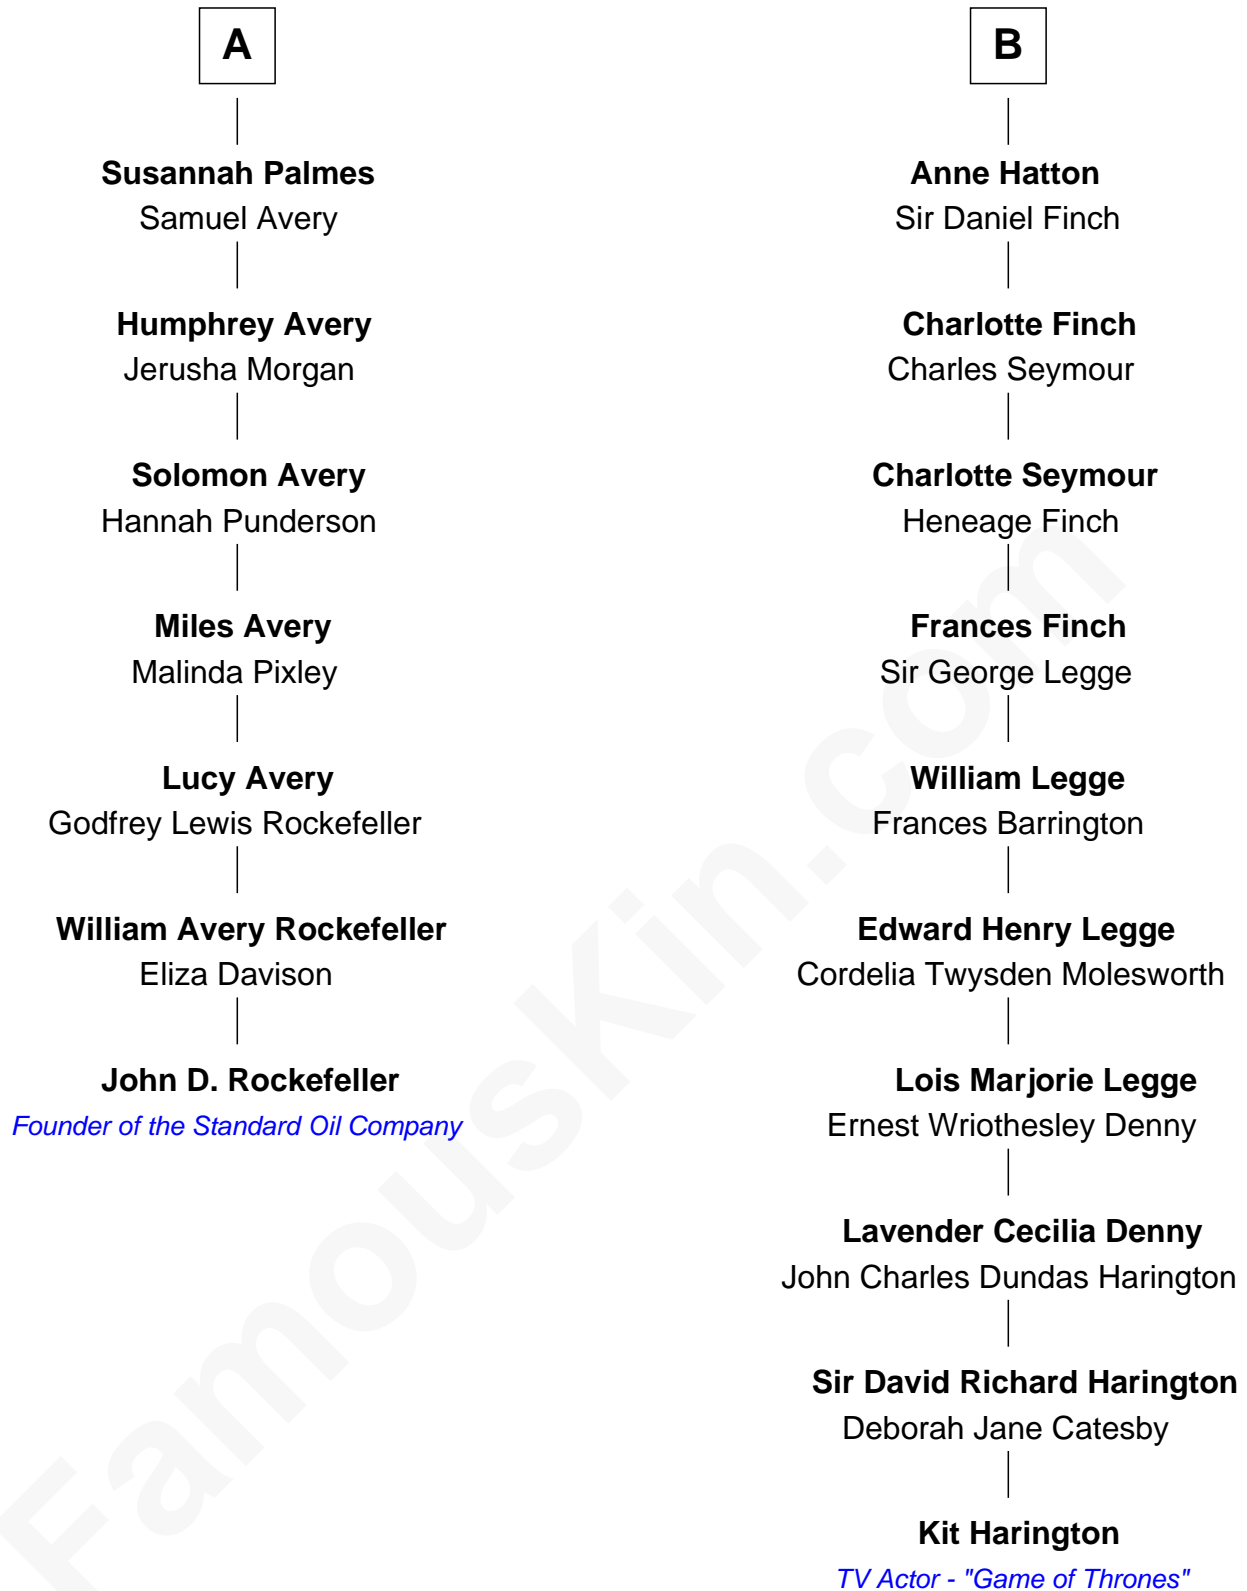 A
Susannah Palmes
Samuel Avery
Humphrey Avery
Jerusha Morgan
Solomon Avery
Hannah Punderson
Miles Avery
Malinda Pixley
Lucy Avery
Godfrey Lewis Rockefeller
William Avery Rockefeller
Eliza Davison
John D. Rockefeller
Founder of the Standard Oil Company
B
Anne Hatton
Sir Daniel Finch
Charlotte Finch
Charles Seymour
Charlotte Seymour
Heneage Finch
Frances Finch
Sir George Legge
William Legge
Frances Barrington
Edward Henry Legge
Cordelia Twysden Molesworth
Lois Marjorie Legge
Ernest Wriothesley Denny
Lavender Cecilia Denny
John Charles Dundas Harington
Sir David Richard Harington
Deborah Jane Catesby
Kit Harington
TV Actor - "Game of Thrones"
FamousKin.com